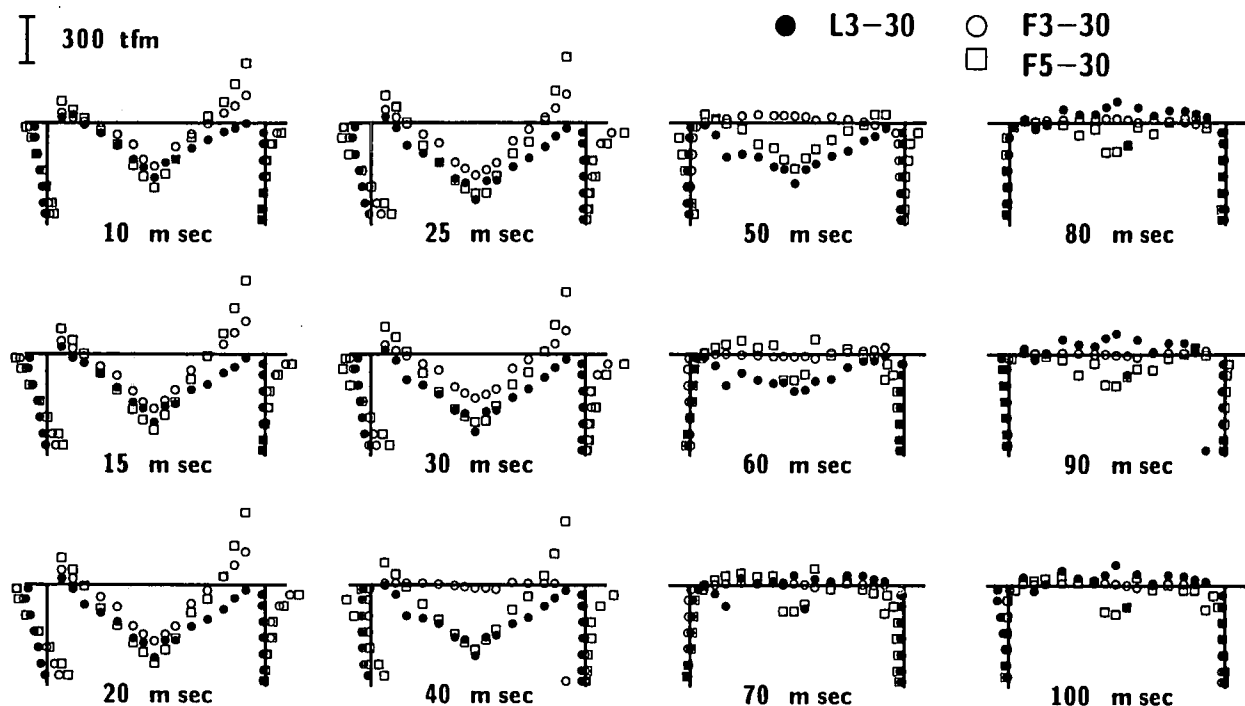 300 tfm
● L3-30 ○ F3-30
□ F5-30
10 m sec
25 m sec
50 m sec
80 m sec
15 m sec
30 m sec
60 m sec
90 m sec
20 m sec
40 m sec
70 m sec
100 m sec